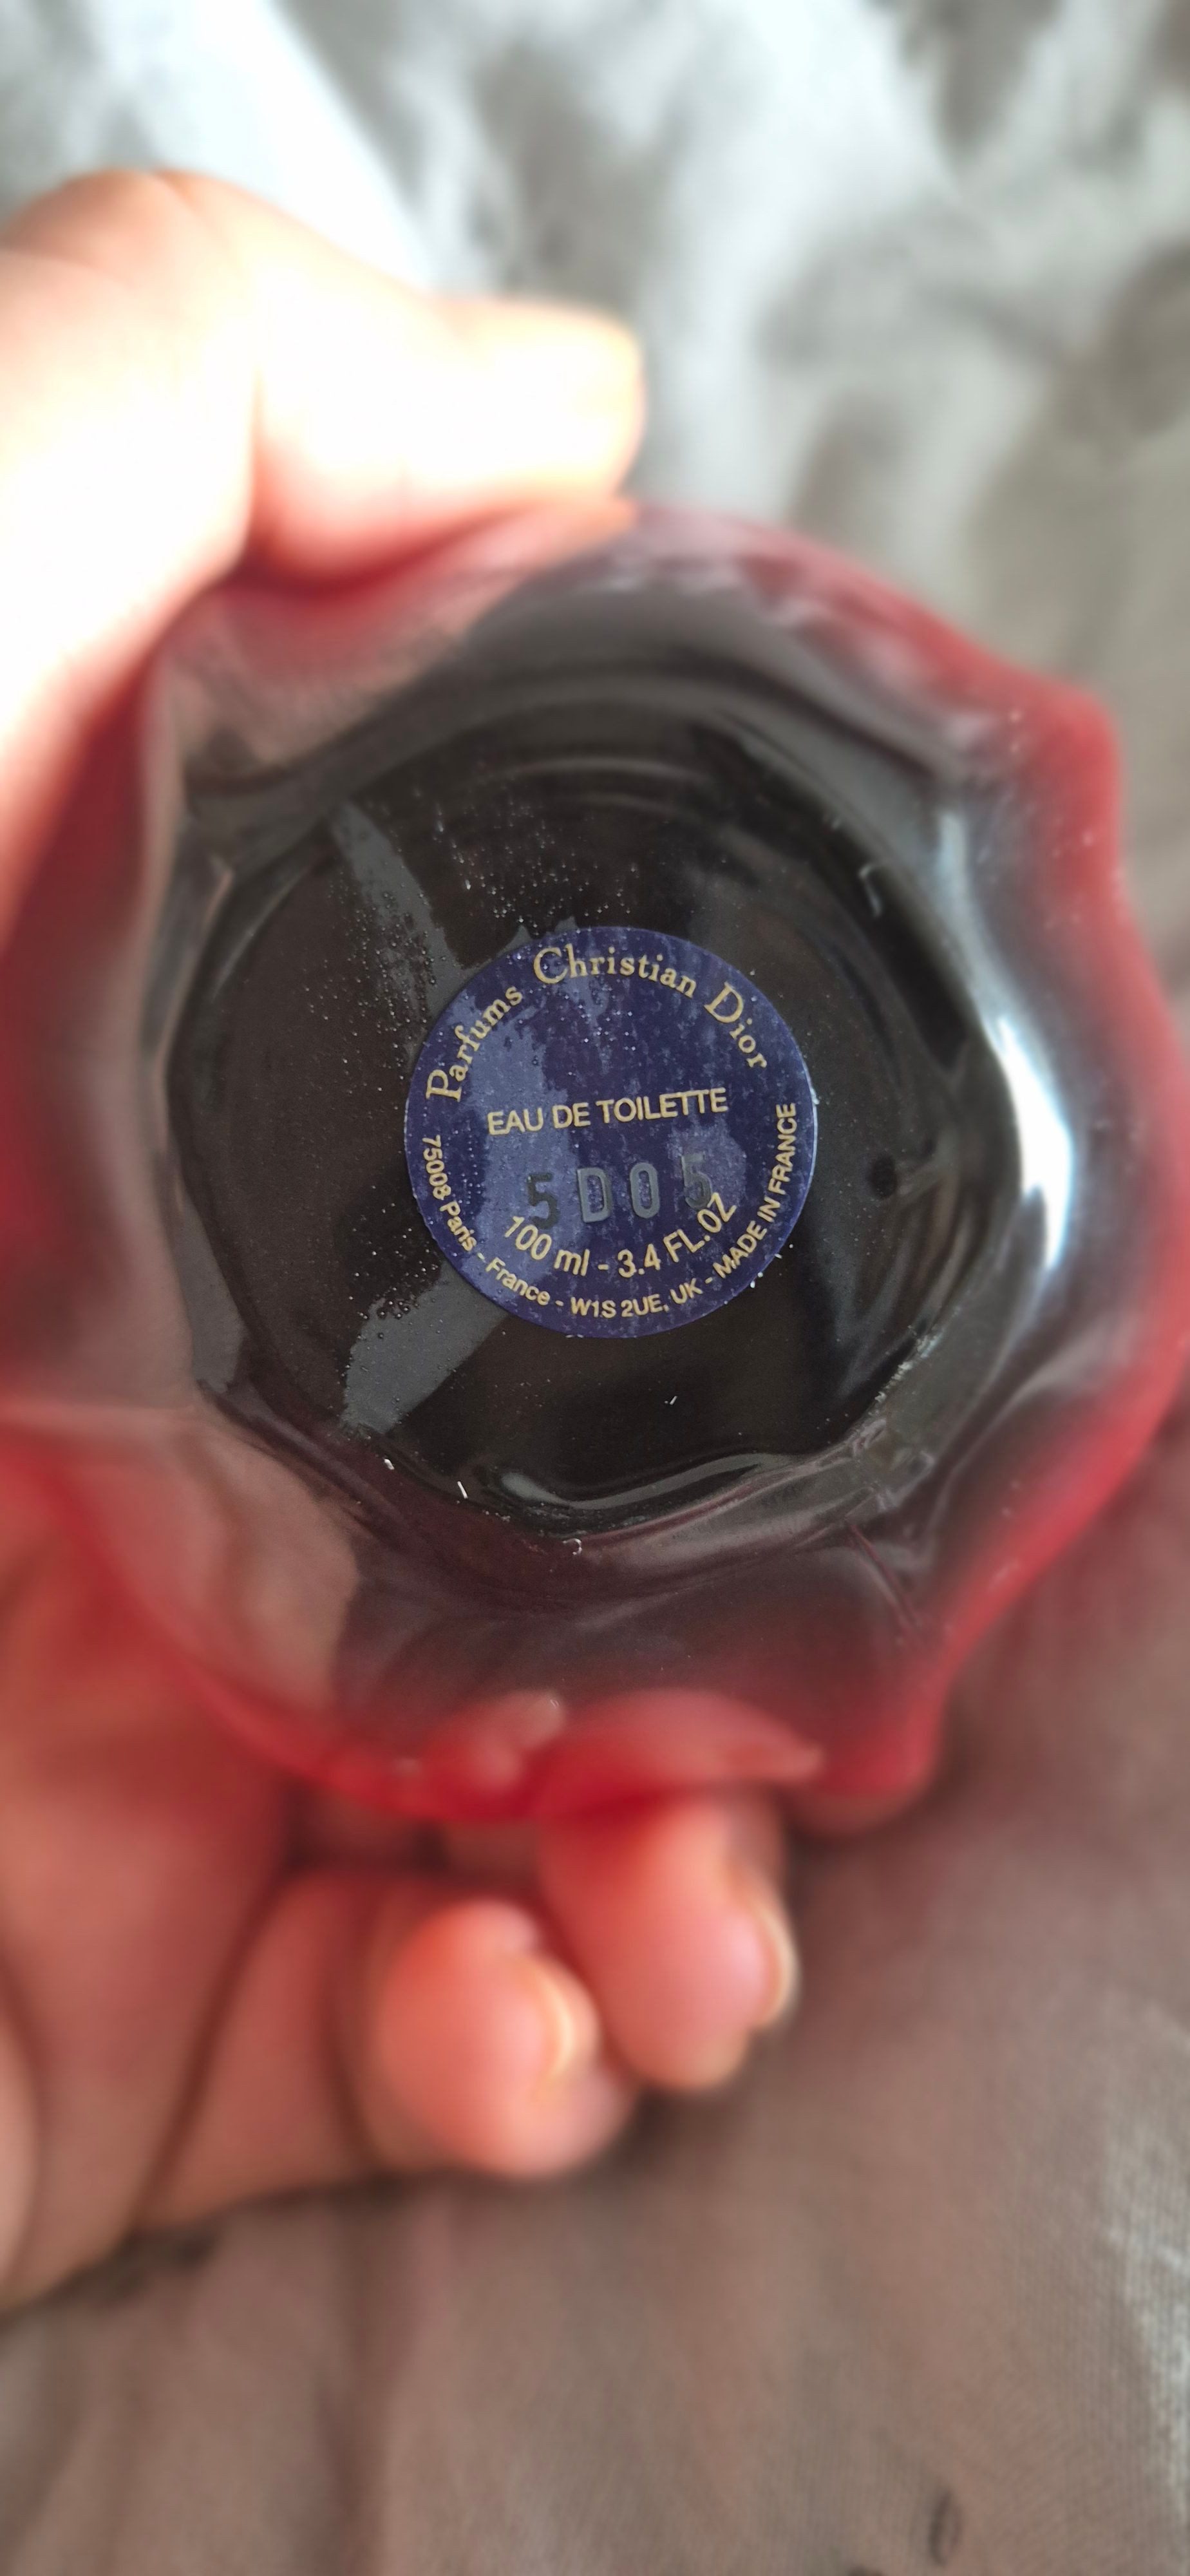 Parfums Christian Dior
EAU DE TOILETTE
5D05
100 ml - 3.4 FL.OZ
75008 Paris - France - W1S 2UE, UK - MADE IN FRANCE